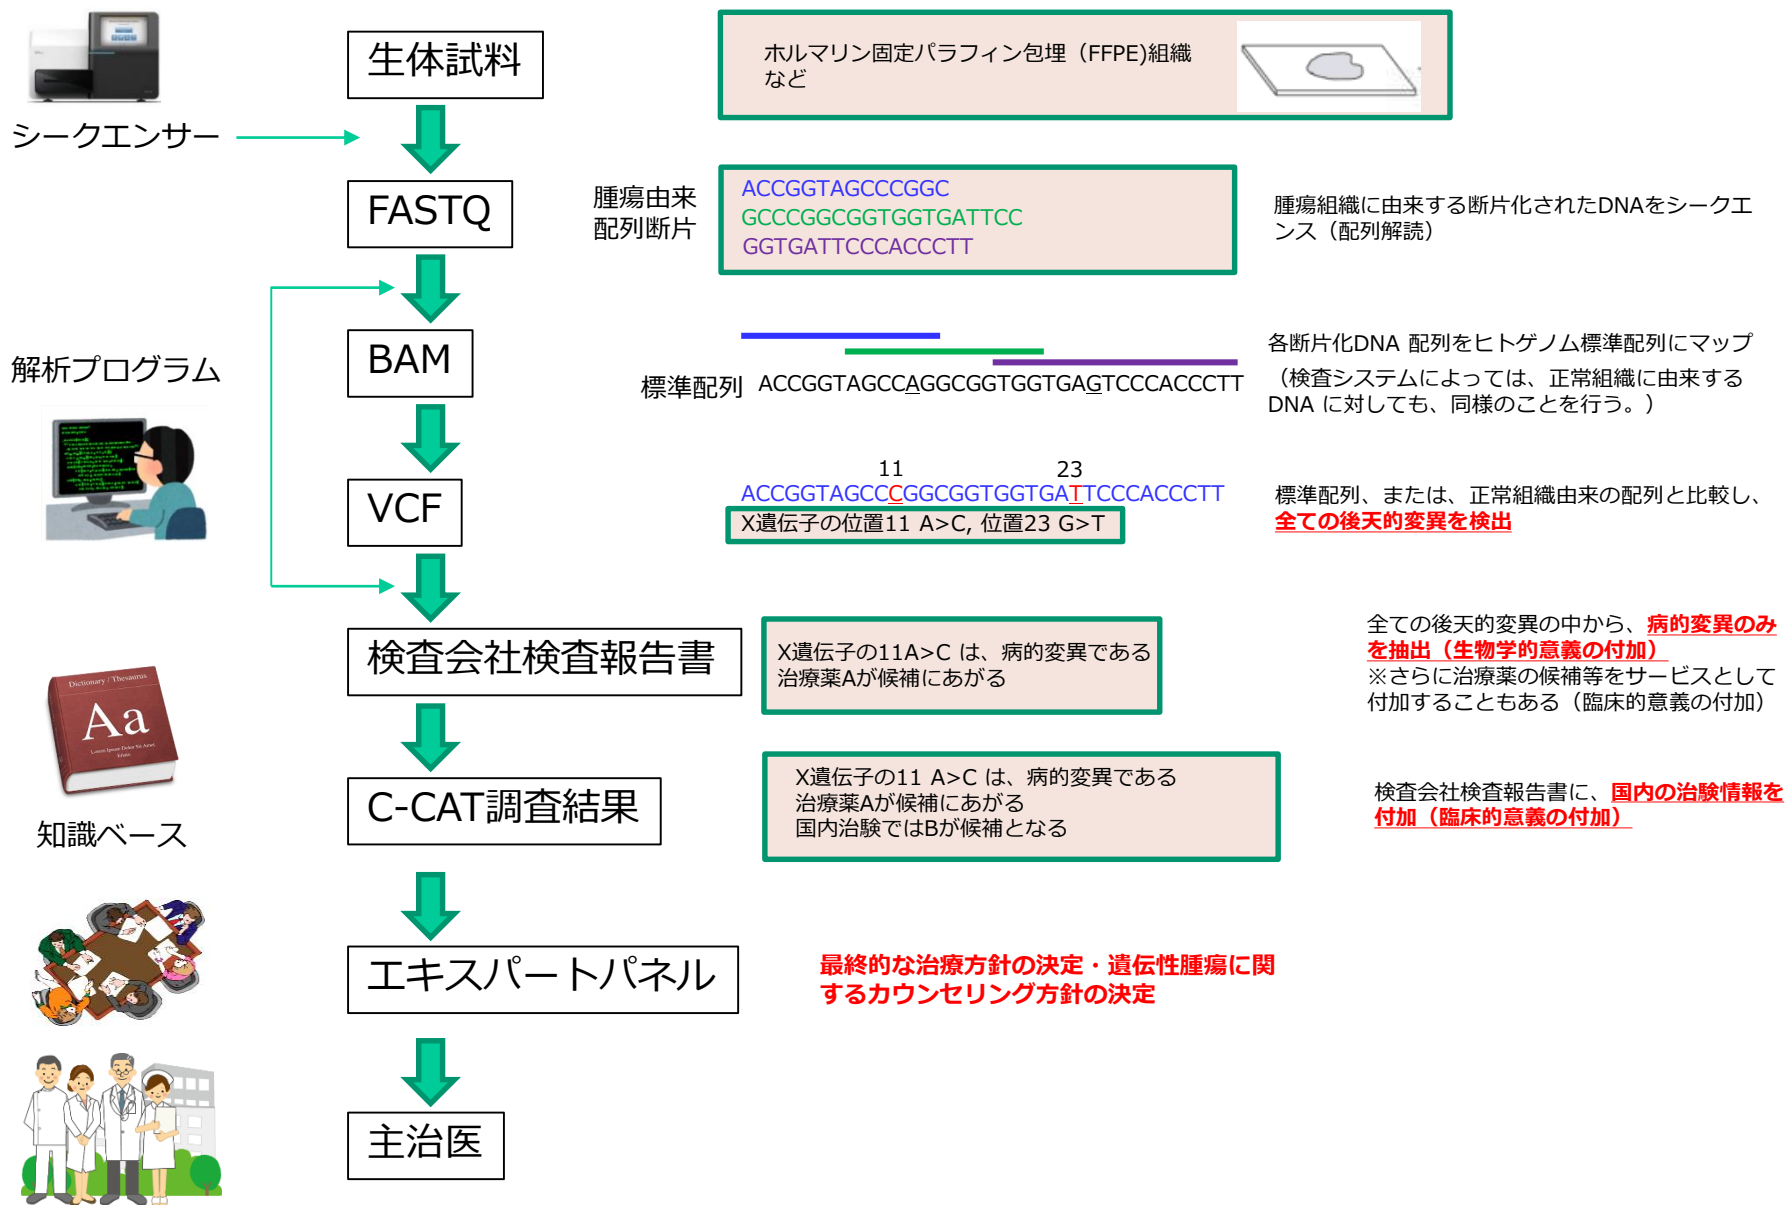 生体試料
ホルマリン固定パラフィン包埋（FFPE)組織
など
シークエンサー
FASTQ
腫瘍由来
配列断片
ACCGGTAGCCCGGC
GCCCGGCGGTGGTGATTCC
GGTGATTCCCACCCTT
腫瘍組織に由来する断片化されたDNAをシークエ
ンス（配列解読）
解析プログラム
BAM
標準配列 ACCGGTAGCCAGGCGGTGGTGAGTCCCACCCTT
各断片化DNA 配列をヒトゲノム標準配列にマップ
（検査システムによっては、正常組織に由来する
DNA に対しても、同様のことを行う。）
VCF
11 23
ACCGGTAGCCCGGCGGTGGTGATTCCCACCCTT
X遺伝子の位置11 A>C, 位置23 G>T
標準配列、または、正常組織由来の配列と比較し、
全ての後天的変異を検出
検査会社検査報告書
X遺伝子の11A>C は、病的変異である
治療薬Aが候補にあがる
全ての後天的変異の中から、病的変異のみ
を抽出（生物学的意義の付加）
※さらに治療薬の候補等をサービスとして
付加することもある（臨床的意義の付加）
Dictionary / Thesaurus
Aa
知識ベース
C-CAT調査結果
X遺伝子の11 A>C は、病的変異である
治療薬Aが候補にあがる
国内治験ではBが候補となる
検査会社検査報告書に、国内の治験情報を
付加（臨床的意義の付加）
エキスパートパネル
最終的な治療方針の決定・遺伝性腫瘍に関
するカウンセリング方針の決定
主治医